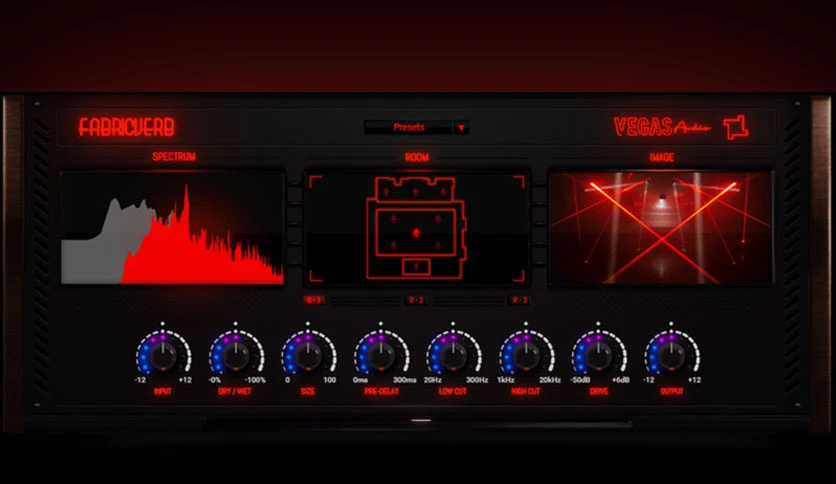 FABRICVERB
Presets
VEGAS Audio
SPECTRUM
ROOM
IMAGE
R-2
R-3
-12 +12
-0% -100%
0 100
0ms 300ms
20Hz 300Hz
1kHz 20kHz
-50dB +6dB
-12 +12
INPUT
DRY / WET
SIZE
PRE-DELAY
LOW CUT
HIGH CUT
DRIVE
OUTPUT